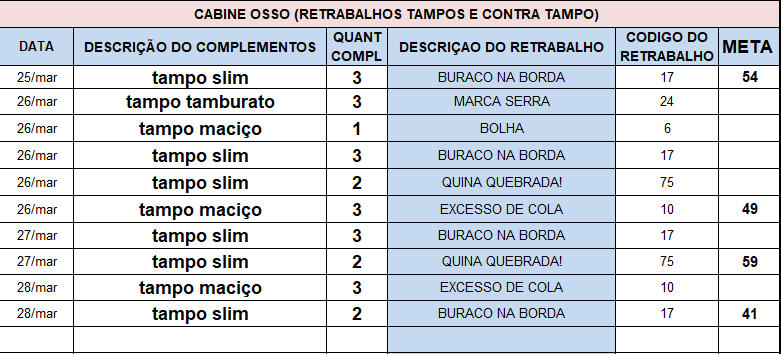 CABINE OSSO (RETRABALHOS TAMPOS E CONTRA TAMPO)
DATA DESCRIÇÃO DO COMPLEMENTOS QUANT COMPL DESCRIÇAO DO RETRABALHO CODIGO DO RETRABALHO META
25/mar tampo slim 3 BURACO NA BORDA 17 54
26/mar tampo tamburato 3 MARCA SERRA 24
26/mar tampo maciço 1 BOLHA 6
26/mar tampo slim 3 BURACO NA BORDA 17
26/mar tampo slim 2 QUINA QUEBRADA! 75
26/mar tampo maciço 3 EXCESSO DE COLA 10 49
27/mar tampo slim 3 BURACO NA BORDA 17
27/mar tampo slim 2 QUINA QUEBRADA! 75 59
28/mar tampo maciço 3 EXCESSO DE COLA 10
28/mar tampo slim 2 BURACO NA BORDA 17 41